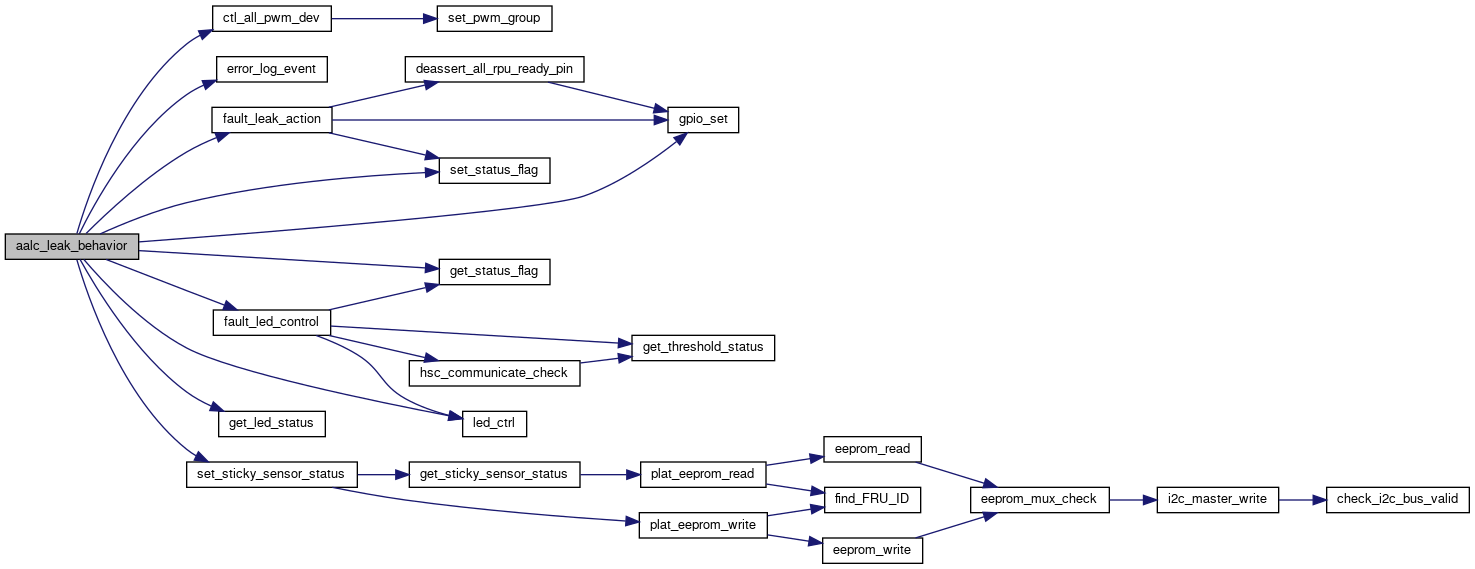 ctl_all_pwm_dev
set_pwm_group
error_log_event
deassert_all_rpu_ready_pin
fault_leak_action
gpio_set
set_status_flag
aalc_leak_behavior
get_status_flag
fault_led_control
get_threshold_status
hsc_communicate_check
get_led_status
led_ctrl
eeprom_read
set_sticky_sensor_status
get_sticky_sensor_status
plat_eeprom_read
find_FRU_ID
eeprom_mux_check
i2c_master_write
check_i2c_bus_valid
plat_eeprom_write
eeprom_write